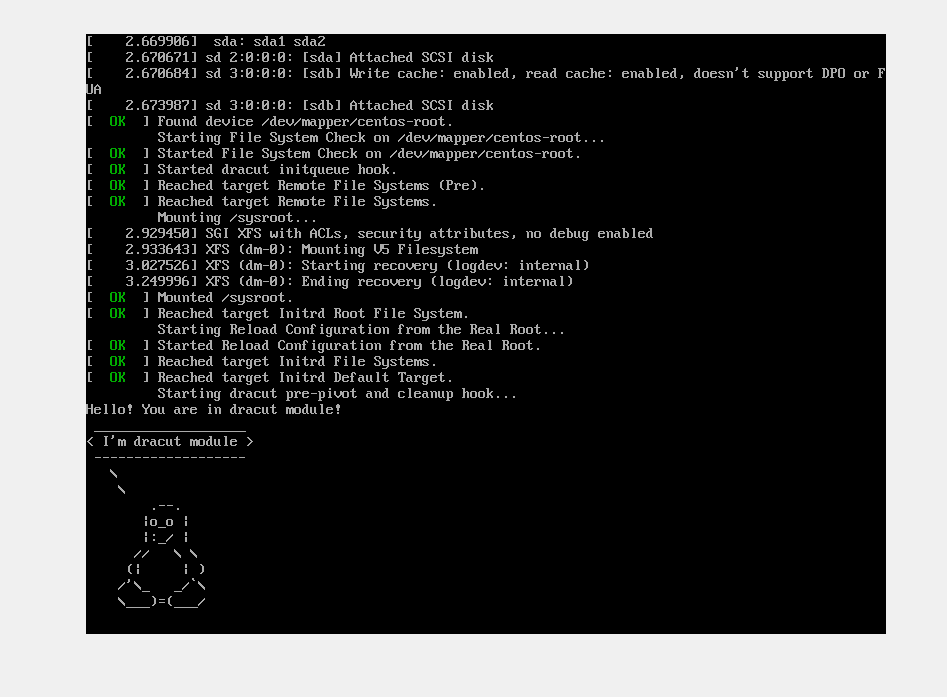 [    2.669906]  sda: sda1 sda2
[    2.670671] sd 2:0:0:0: [sda] Attached SCSI disk
[    2.670684] sd 3:0:0:0: [sdb] Write cache: enabled, read cache: enabled, doesn't support DPO or F
UA
[    2.673987] sd 3:0:0:0: [sdb] Attached SCSI disk
[  OK  ] Found device /dev/mapper/centos-root.
         Starting File System Check on /dev/mapper/centos-root...
[  OK  ] Started File System Check on /dev/mapper/centos-root.
[  OK  ] Started dracut initqueue hook.
[  OK  ] Reached target Remote File Systems (Pre).
[  OK  ] Reached target Remote File Systems.
         Mounting /sysroot...
[    2.929450] SGI XFS with ACLs, security attributes, no debug enabled
[    2.933643] XFS (dm-0): Mounting V5 Filesystem
[    3.027526] XFS (dm-0): Starting recovery (logdev: internal)
[    3.249996] XFS (dm-0): Ending recovery (logdev: internal)
[  OK  ] Mounted /sysroot.
[  OK  ] Reached target Initrd Root File System.
         Starting Reload Configuration from the Real Root...
[  OK  ] Started Reload Configuration from the Real Root.
[  OK  ] Reached target Initrd File Systems.
[  OK  ] Reached target Initrd Default Target.
         Starting dracut pre-pivot and cleanup hook...
Hello! You are in dracut module!
 ___________________
< I'm dracut module >
 -------------------
   \
    \
        .--.
       |o_o |
       |:_/ |
      //   \ \
     (|     | )
    /'\_   _/`\
    \___)=(___/